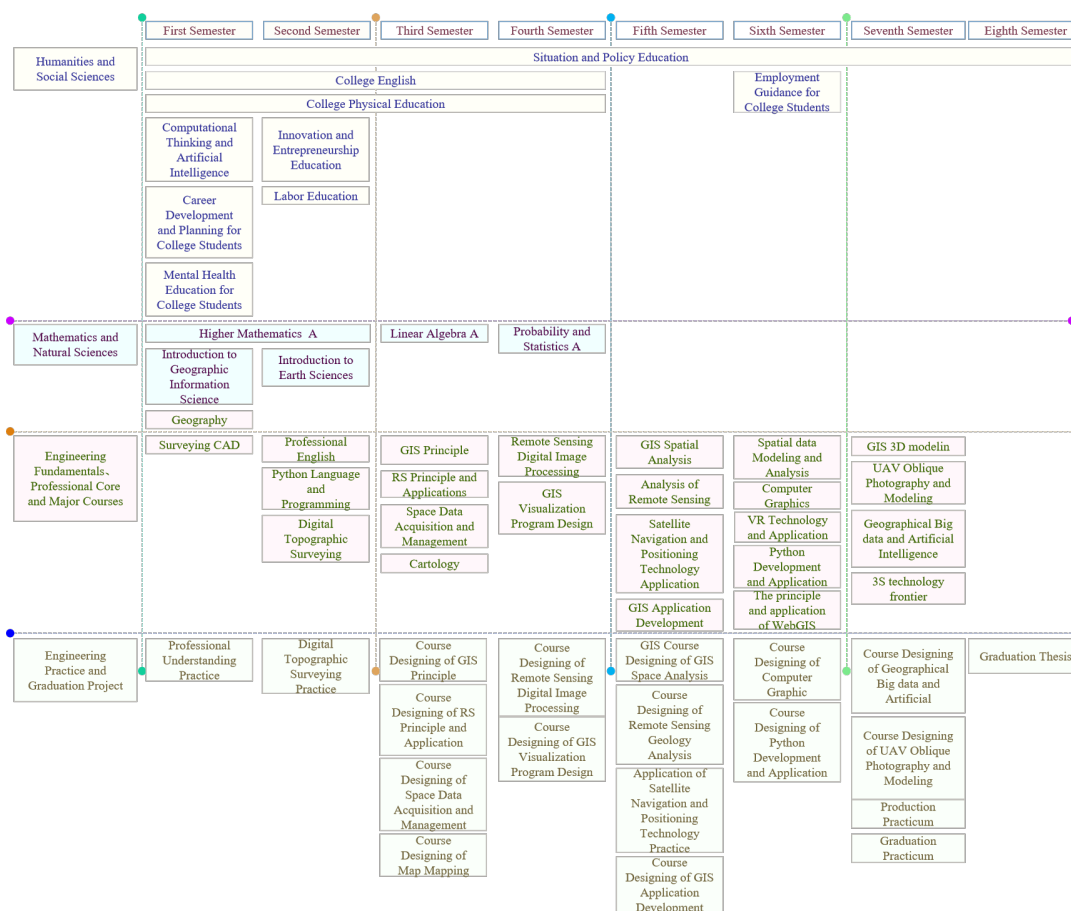 First Semester
Second Semester
Third Semester
Fourth Semester
Fifth Semester
Sixth Semester
Seventh Semester
Eighth Semester
Humanities and
Social Sciences
Situation and Policy Education
College English
College Physical Education
Employment
Guidance for
College Students
Computational
Thinking and
Artificial
Intelligence
Innovation and
Entrepreneurship
Education
Labor Education
Career
Development
and Planning for
College Students
Mental Health
Education for
College Students
Mathematics and
Natural Sciences
Higher Mathematics A
Linear Algebra A
Probability and
Statistics A
Introduction to
Geographic
Information
Science
Introduction to
Earth Sciences
Geography
Engineering
Fundamentals、
Professional Core
and Major Courses
Surveying CAD
Professional
English
Python Language
and
Programming
Digital
Topographic
Surveying
GIS Principle
RS Principle and
Applications
Space Data
Acquisition and
Management
Cartology
Remote Sensing
Digital Image
Processing
GIS
Visualization
Program Design
GIS Spatial
Analysis
Analysis of
Remote Sensing
Satellite
Navigation and
Positioning
Technology
Application
GIS Application
Development
Spatial data
Modeling and
Analysis
Computer
Graphics
VR Technology
and Application
Python
Development
and Application
The principle
and application
of WebGIS
GIS 3D modelin
UAV Oblique
Photography and
Modeling
Geographical Big
data and Artificial
Intelligence
3S technology
frontier
Engineering
Practice and
Graduation Project
Professional
Understanding
Practice
Digital
Topographic
Surveying
Practice
Course
Designing of GIS
Principle
Course
Designing of RS
Principle and
Application
Course
Designing of
Space Data
Acquisition and
Management
Course
Designing of
Map Mapping
Course
Designing of
Remote Sensing
Digital Image
Processing
Course
Designing of GIS
Visualization
Program Design
GIS Course
Designing of GIS
Space Analysis
Course
Designing of
Remote Sensing
Geology
Analysis
Application of
Satellite
Navigation and
Positioning
Technology
Practice
Course
Designing of GIS
Application
Development
Course
Designing of
Computer
Graphic
Course
Designing of
Python
Development
and Application
Course Designing
of Geographical
Big data and
Artificial
Course Designing
of UAV Oblique
Photography and
Modeling
Production
Practicum
Graduation
Practicum
Graduation Thesis